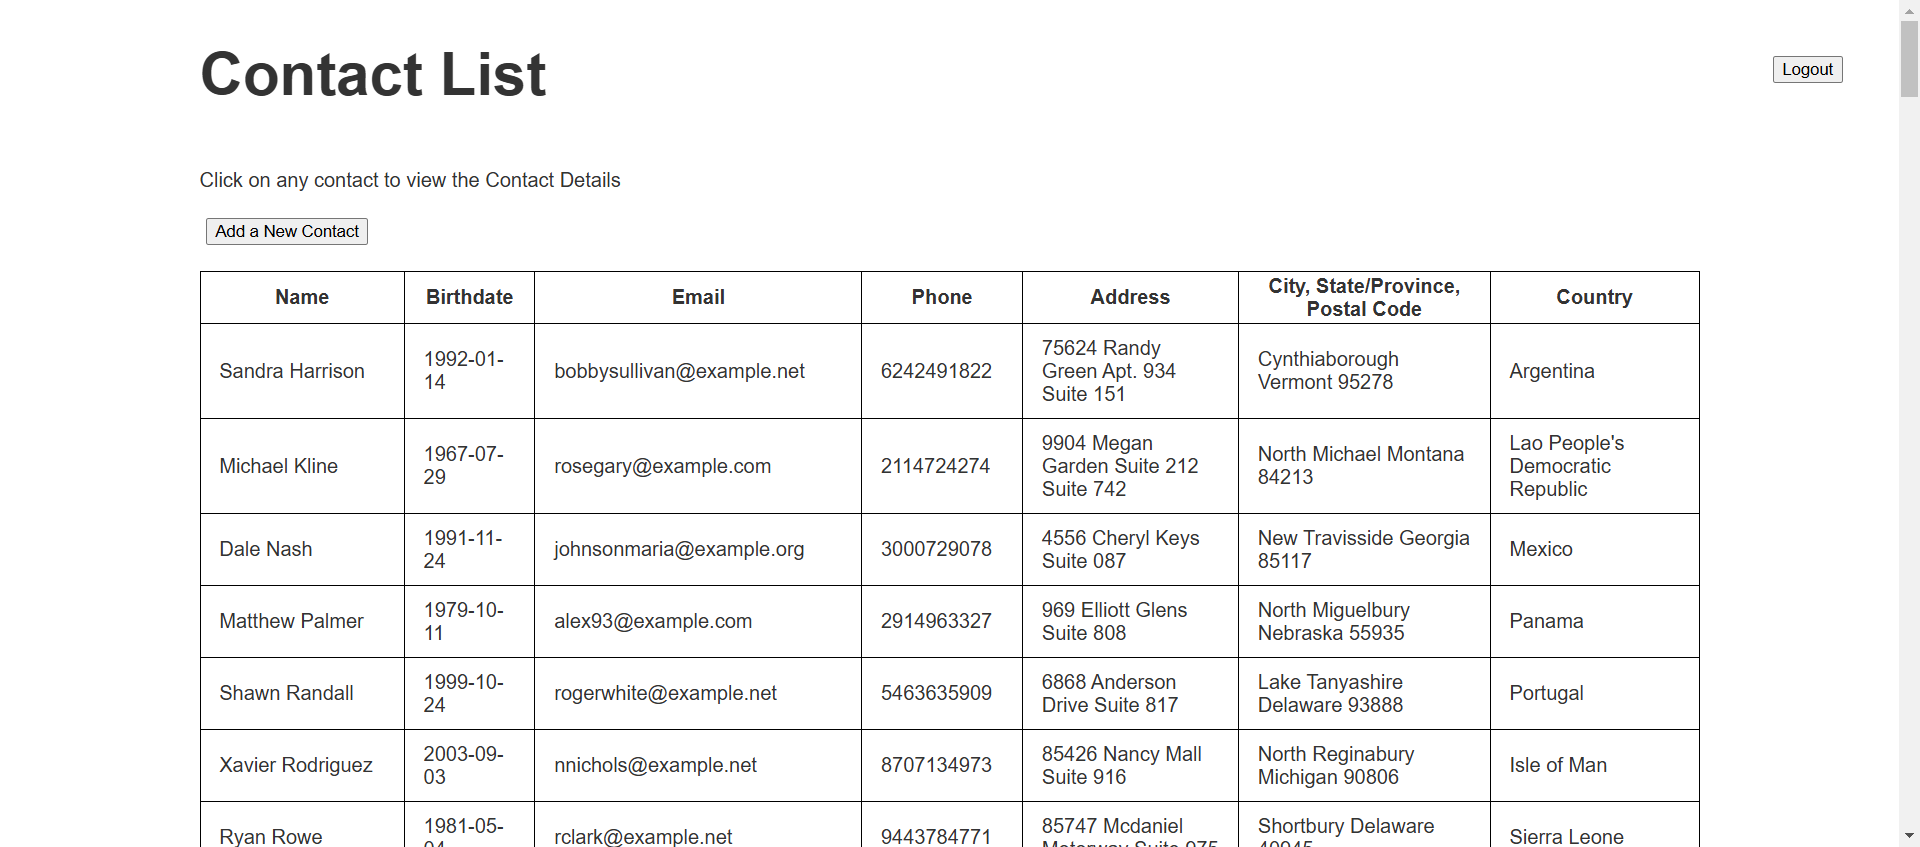 Contact List
Logout
Click on any contact to view the Contact Details
Add a New Contact
Name Birthdate Email Phone Address City, State/Province, Postal Code Country
Sandra Harrison 1992-01-14 bobbysullivan@example.net 6242491822 75624 Randy Green Apt. 934 Suite 151 Cynthiaborough Vermont 95278 Argentina
Michael Kline 1967-07-29 rosegary@example.com 2114724274 9904 Megan Garden Suite 212 Suite 742 North Michael Montana 84213 Lao People's Democratic Republic
Dale Nash 1991-11-24 johnsonmaria@example.org 3000729078 4556 Cheryl Keys Suite 087 New Travisside Georgia 85117 Mexico
Matthew Palmer 1979-10-11 alex93@example.com 2914963327 969 Elliott Glens Suite 808 North Miguelbury Nebraska 55935 Panama
Shawn Randall 1999-10-24 rogerwhite@example.net 5463635909 6868 Anderson Drive Suite 817 Lake Tanyashire Delaware 93888 Portugal
Xavier Rodriguez 2003-09-03 nnichols@example.net 8707134973 85426 Nancy Mall Suite 916 North Reginabury Michigan 90806 Isle of Man
Ryan Rowe 1981-05- rclark@example.net 9443784771 85747 Mcdaniel Shortbury Delaware Sierra Leone